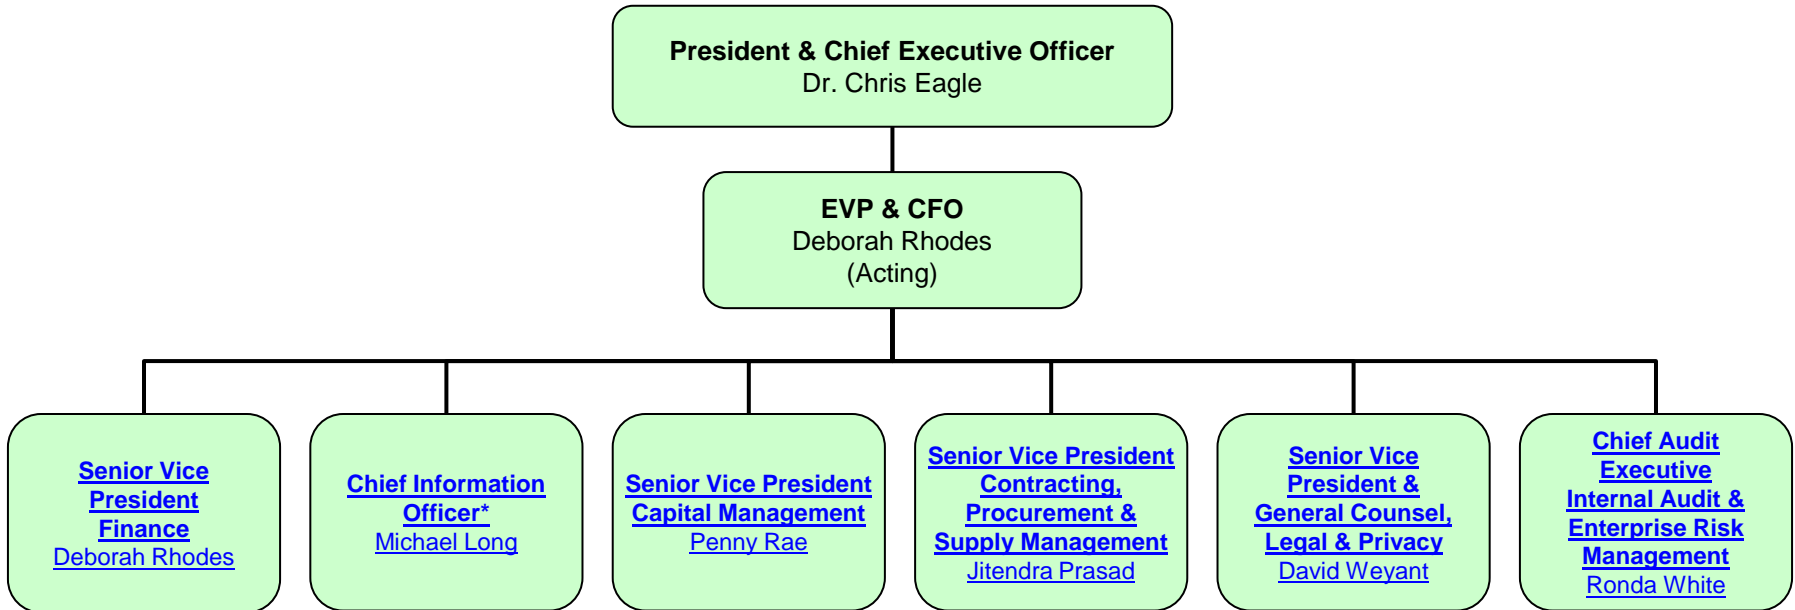 President & Chief Executive Officer
Dr. Chris Eagle
EVP & CFO
Deborah Rhodes
(Acting)
Senior Vice
President
Finance
Deborah Rhodes
Chief Information
Officer*
Michael Long
Senior Vice President
Capital Management
Penny Rae
Senior Vice President
Contracting,
Procurement &
Supply Management
Jitendra Prasad
Senior Vice
President &
General Counsel,
Legal & Privacy
David Weyant
Chief Audit
Executive
Internal Audit &
Enterprise Risk
Management
Ronda White